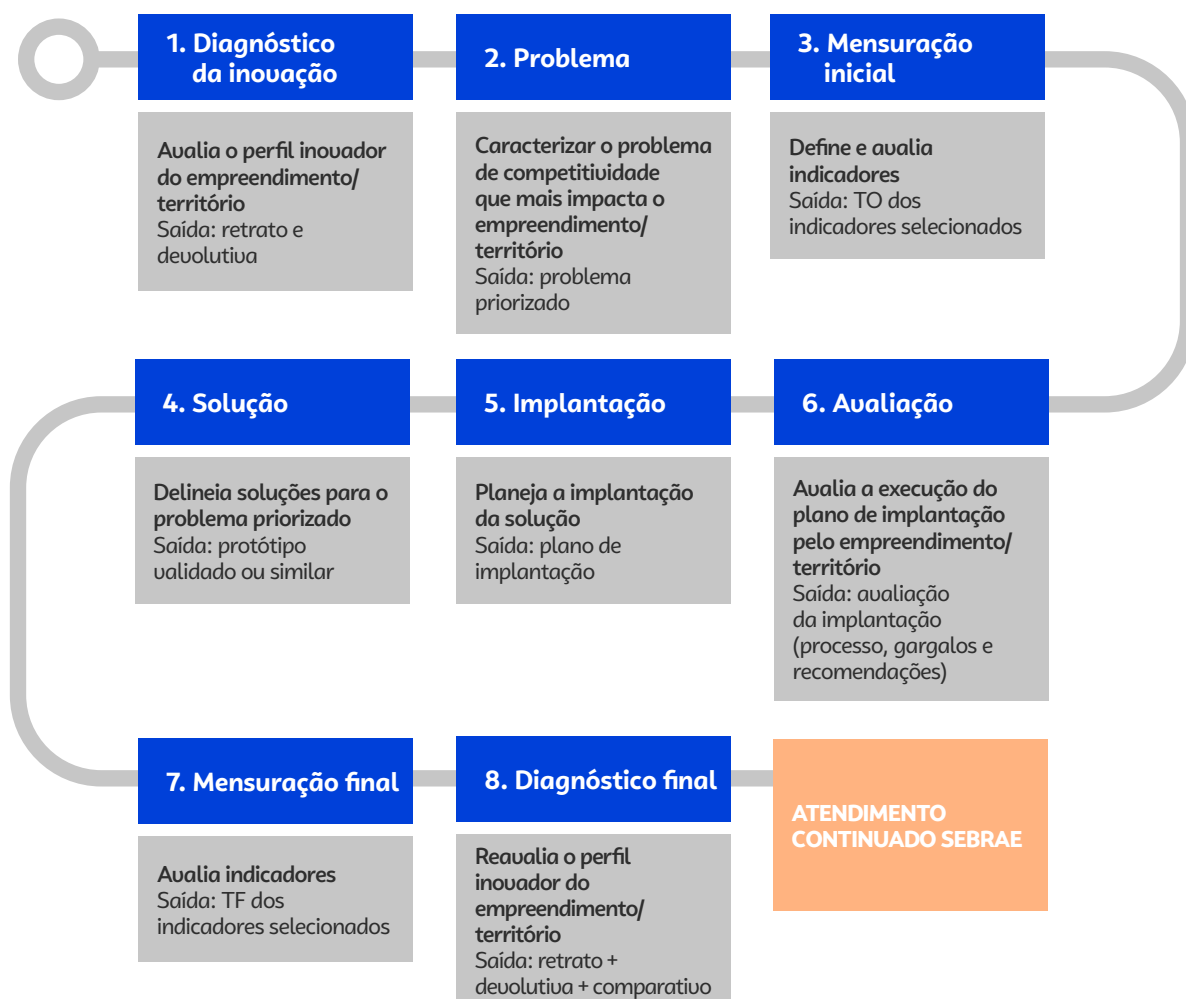 1. Diagnóstico
da inovação
2. Problema
3. Mensuração
inicial
Avalia o perfil inovador
do empreendimento/
território
Saída: retrato e
devolutiva
Caracterizar o problema
de competitividade
que mais impacta o
empreendimento/
território
Saída: problema
priorizado
Define e avalia
indicadores
Saída: TO dos
indicadores selecionados
4. Solução
5. Implantação
6. Avaliação
Delineia soluções para o
problema priorizado
Saída: protótipo
validado ou similar
Planeja a implantação
da solução
Saída: plano de
implantação
Avalia a execução do
plano de implantação
pelo empreendimento/
território
Saída: avaliação
da implantação
(processo, gargalos e
recomendações)
7. Mensuração final
8. Diagnóstico final
ATENDIMENTO
CONTINUADO SEBRAE
Avalia indicadores
Saída: TF dos
indicadores selecionados
Reavalia o perfil
inovador do
empreendimento/
território
Saída: retrato +
devolutiva + comparativo